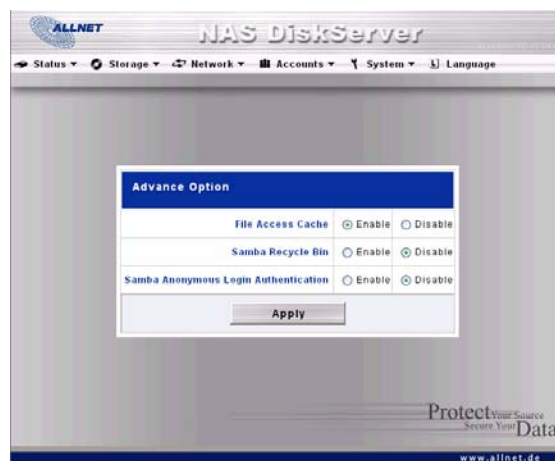 ALLNET
NAS DiskServer
Status Storage Network Accounts System Language
Advance Option
File Access Cache Enable Disable
Samba Recycle Bin Enable Disable
Samba Anonymous Login Authentication Enable Disable
Apply
Protect Your Source
Secure Your Data
www.allnet.de